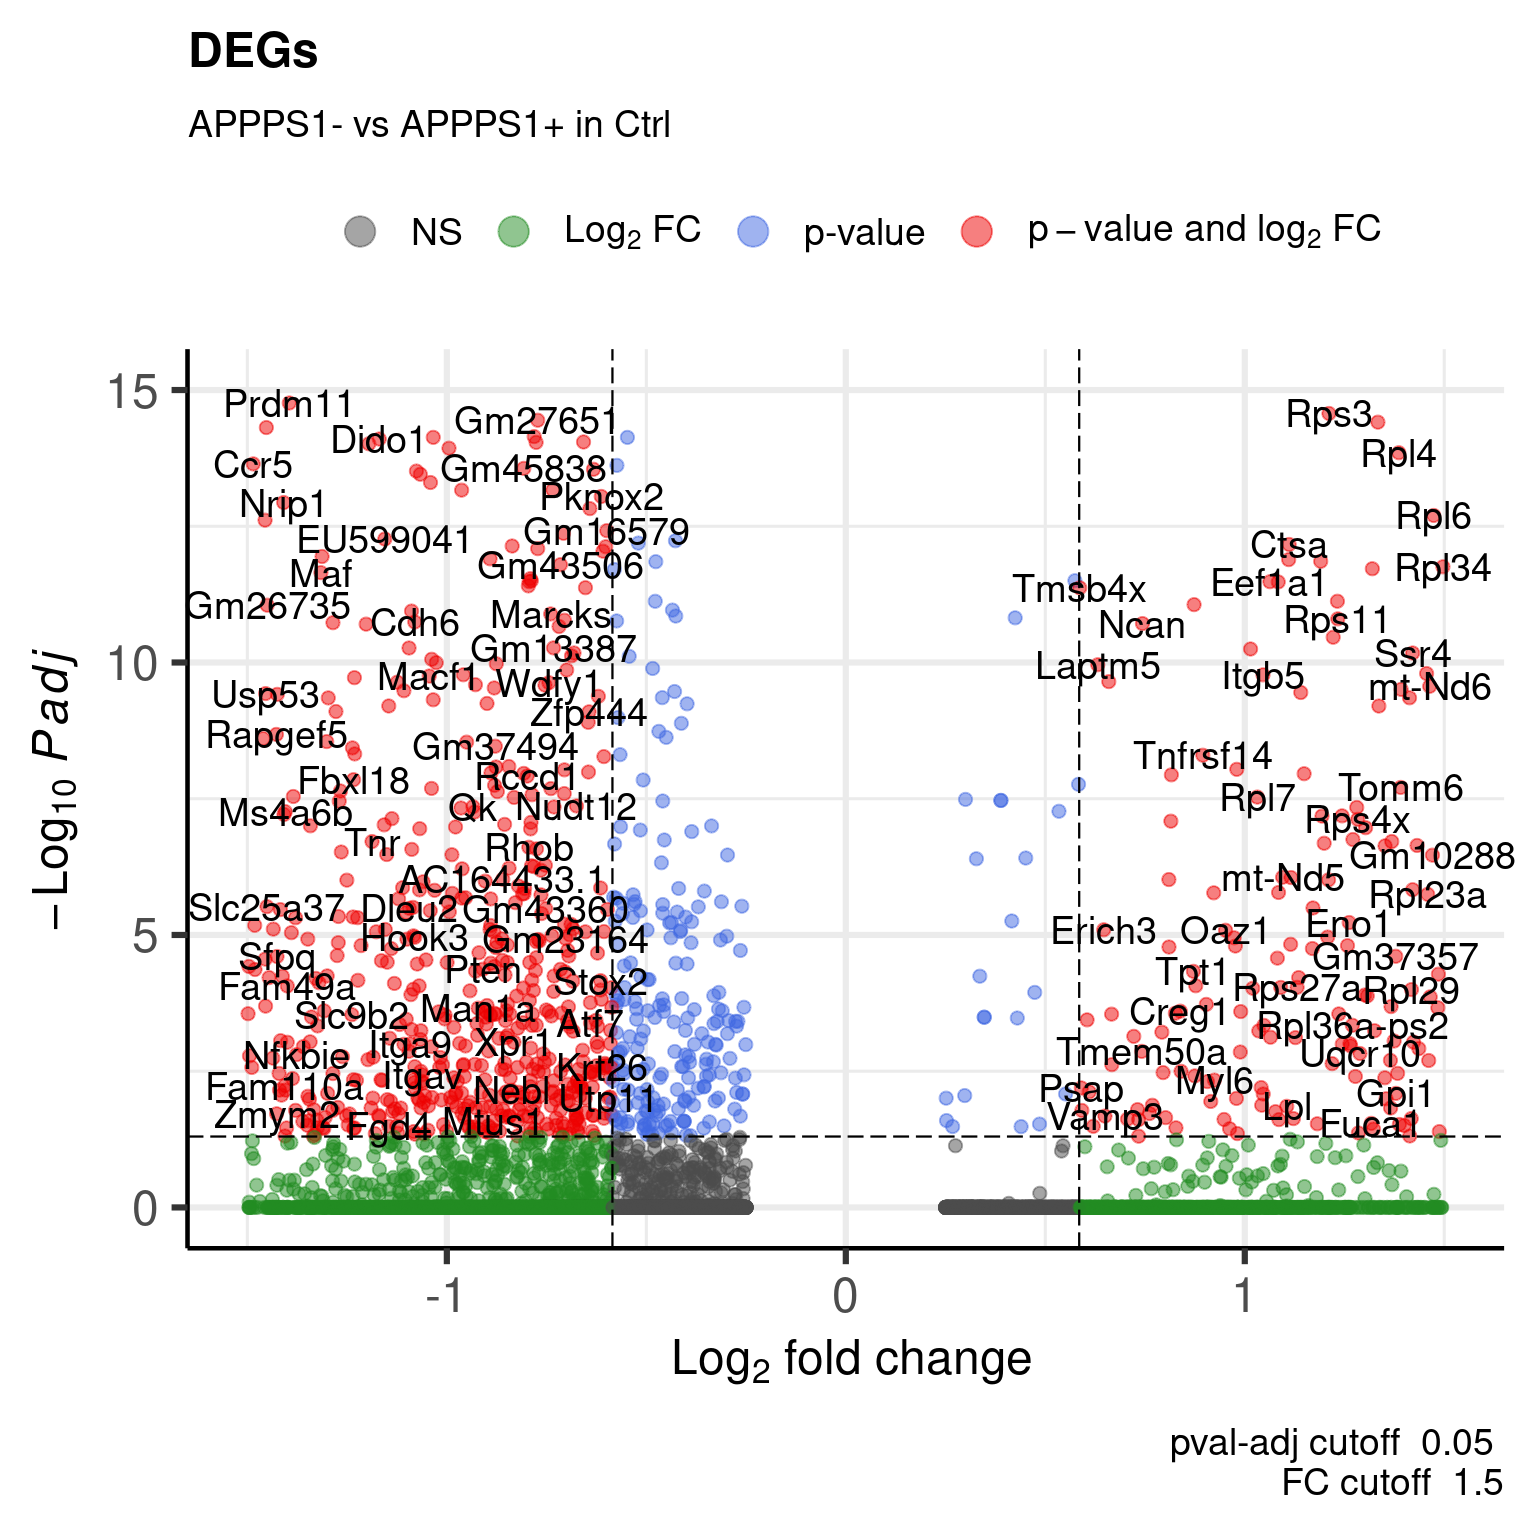 DEGs
APPPS1- vs APPPS1+ in Ctrl
NS Log2 FC p-value p – value and log2 FC
−Log10 Padj
15
10
5
0
Prdm11
Gm27651
Rps3
Dido1
Rpl4
Ccr5
Gm45838
Nrip1
Pknox2
Rpl6
EU599041
Gm16579
Ctsa
Maf
Gm43506
Rpl34
Tmsb4x
Eef1a1
Gm26735
Marcks
Cdh6
Ncan
Rps11
Gm13387
Laptm5
Ssr4
Macf1
Wdfy1
Itgb5
mt-Nd6
Usp53
Zfp444
Rapgef5
Gm37494
Tnfrsf14
Fbxl18
Rccd1
Tomm6
Ms4a6b
Qk
Nudt12
Rpl7
Tnr
Rhob
Rps4x
Gm10288
AC164433.1
mt-Nd5
Rpl23a
Slc25a37
Dleu2
Gm43360
Hook3
Gm23164
Erich3
Oaz1
Eno1
Sfpq
Pten
Stox2
Tpt1
Gm37357
Fam49a
Rps27a
Rpl29
Slc9b2
Man1a
Atf7
Creg1
Rpl36a-ps2
Nfkbie
Itga9
Xpr1
Tmem50a
Uqcr10
Fam110a
Itgav
Nebl
Krt26
Utp11
Psap
Myl6
Gpi1
Zmym2
Fgd4
Mtus1
Vamp3
Lpl
Fuca1
-1
0
1
Log2 fold change
pval-adj cutoff 0.05
FC cutoff 1.5